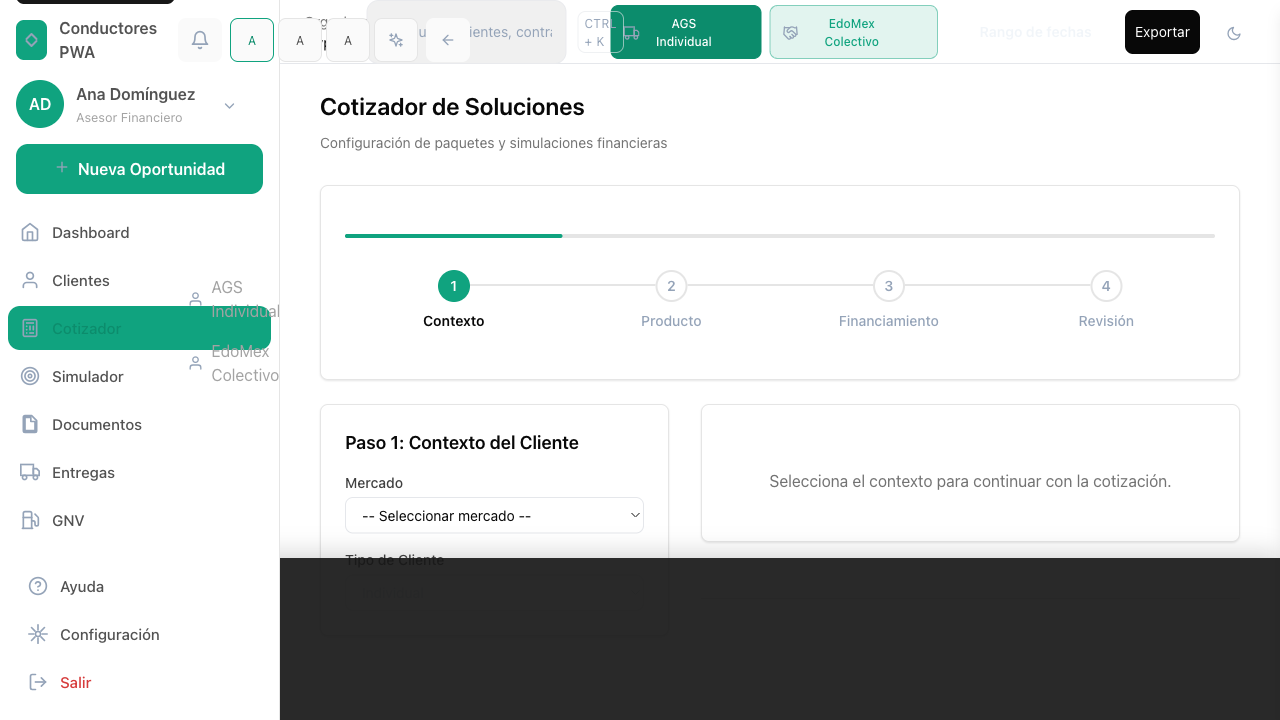 Conductores
PWA
A
A
A
CTRL
+ K
AGS
Individual
EdoMex
Colectivo
Rango de fechas
Exportar
AD
Ana Domínguez
Asesor Financiero
Nueva Oportunidad
Dashboard
Clientes
AGS
Individual
Cotizador
EdoMex
Colectivo
Simulador
Documentos
Entregas
GNV
Ayuda
Configuración
Salir
Cotizador de Soluciones
Configuración de paquetes y simulaciones financieras
1
2
3
4
Contexto
Producto
Financiamiento
Revisión
Paso 1: Contexto del Cliente
Mercado
-- Seleccionar mercado --
Tipo de Cliente
Selecciona el contexto para continuar con la cotización.